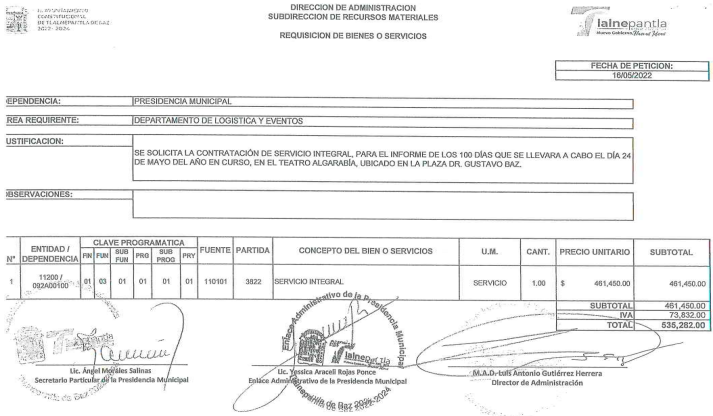 H. AYUNTAMIENTO
CONSTITUCIONAL
DE TLALNEPANTLA DE BAZ
2022- 2024
DIRECCION DE ADMINISTRACION
SUBDIRECCION DE RECURSOS MATERIALES
REQUISICION DE BIENES O SERVICIOS
Tlalnepantla
Nuevo Gobierno,
FECHA DE PETICION:
16/05/2022
DEPENDENCIA: PRESIDENCIA MUNICIPAL
AREA REQUIRENTE: DEPARTAMENTO DE LOGISTICA Y EVENTOS
JUSTIFICACION:
SE SOLICITA LA CONTRATACIÓN DE SERVICIO INTEGRAL, PARA EL INFORME DE LOS 100 DÍAS QUE SE LLEVARA A CABO EL DÍA 24
DE MAYO DEL AÑO EN CURSO, EN EL TEATRO ALGARABÍA, UBICADO EN LA PLAZA DR. GUSTAVO BAZ.
OBSERVACIONES:
N° ENTIDAD / DEPENDENCIA CLAVE PROGRAMATICA FUENTE PARTIDA CONCEPTO DEL BIEN O SERVICIOS U.M. CANT. PRECIO UNITARIO SUBTOTAL
FIN FUN SUB FUN PRG SUB PROG PRY
1 11200 / 092A00100 01 03 01 01 01 01 110101 3822 SERVICIO INTEGRAL SERVICIO 1.00 $ 461,450.00 461,450.00
SUBTOTAL 461,450.00
IVA 73,832.00
TOTAL 535,282.00
Enlace Administrativo de la Presidencia Municipal
Tlalnepantla
Tlalnepantla de Baz 2022-2024
Lic. Ángel Morales Salinas
Secretario Particular de la Presidencia Municipal
Lic. Yessica Araceli Rojas Ponce
Enlace Administrativo de la Presidencia Municipal
M.A.D. Luis Antonio Gutiérrez Herrera
Director de Administración